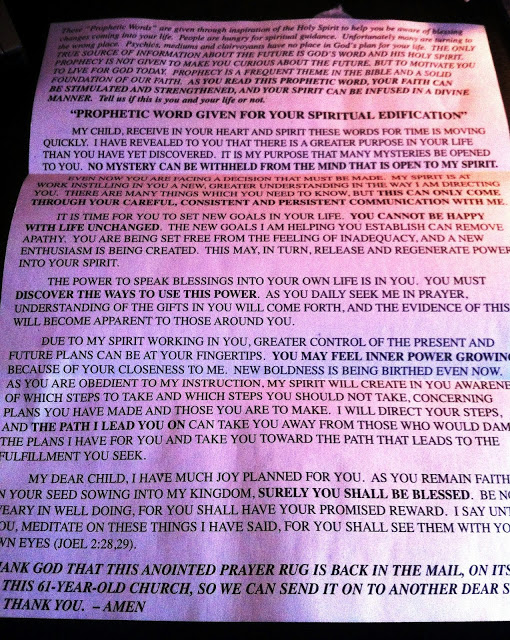 These "Prophetic Words" are given through inspiration of the Holy Spirit to help you be aware of blessing
changes coming into your life. People are hungry for spiritual guidance. Unfortunately many are turning to
the wrong place. Psychics, mediums and clairvoyants have no place in God's plan for your life. THE ONLY
TRUE SOURCE OF INFORMATION ABOUT THE FUTURE IS GOD'S WORD AND HIS HOLY SPIRIT.
PROPHECY IS NOT GIVEN TO MAKE YOU CURIOUS ABOUT THE FUTURE, BUT TO MOTIVATE YOU
TO LIVE FOR GOD TODAY. PROPHECY IS A FREQUENT THEME IN THE BIBLE AND A SOLID
FOUNDATION OF OUR FAITH. AS YOU READ THIS PROPHETIC WORD, YOUR FAITH CAN
BE STIMULATED AND STRENGTHENED, AND YOUR SPIRIT CAN BE INFUSED IN A DIVINE
MANNER. Tell us if this is you and your life or not.
"PROPHETIC WORD GIVEN FOR YOUR SPIRITUAL EDIFICATION"
MY CHILD, RECEIVE IN YOUR HEART AND SPIRIT THESE WORDS FOR TIME IS MOVING
QUICKLY. I HAVE REVEALED TO YOU THAT THERE IS A GREATER PURPOSE IN YOUR LIFE
THAN YOU HAVE YET DISCOVERED. IT IS MY PURPOSE THAT MANY MYSTERIES BE OPENED
TO YOU. NO MYSTERY CAN BE WITHHELD FROM THE MIND THAT IS OPEN TO MY SPIRIT.
EVEN NOW YOU ARE FACING A DECISION THAT MUST BE MADE. MY SPIRIT IS AT
WORK INSTILLING IN YOU A NEW, GREATER UNDERSTANDING IN THE WAY I AM DIRECTING
YOU. THERE ARE MANY THINGS WHICH YOU NEED TO KNOW, BUT THIS CAN ONLY COME
THROUGH YOUR CAREFUL, CONSISTENT AND PERSISTENT COMMUNICATION WITH ME.
IT IS TIME FOR YOU TO SET NEW GOALS IN YOUR LIFE. YOU CANNOT BE HAPPY
WITH LIFE UNCHANGED. THE NEW GOALS I AM HELPING YOU ESTABLISH CAN REMOVE
APATHY. YOU ARE BEING SET FREE FROM THE FEELING OF INADEQUACY, AND A NEW
ENTHUSIASM IS BEING CREATED. THIS MAY, IN TURN, RELEASE AND REGENERATE POWER
INTO YOUR SPIRIT.
THE POWER TO SPEAK BLESSINGS INTO YOUR OWN LIFE IS IN YOU. YOU MUST
DISCOVER THE WAYS TO USE THIS POWER. AS YOU DAILY SEEK ME IN PRAYER,
UNDERSTANDING OF THE GIFTS IN YOU WILL COME FORTH, AND THE EVIDENCE OF THIS
WILL BECOME APPARENT TO THOSE AROUND YOU.
DUE TO MY SPIRIT WORKING IN YOU, GREATER CONTROL OF THE PRESENT AND
FUTURE PLANS CAN BE AT YOUR FINGERTIPS. YOU MAY FEEL INNER POWER GROWING
BECAUSE OF YOUR CLOSENESS TO ME. NEW BOLDNESS IS BEING BIRTHED EVEN NOW.
AS YOU ARE OBEDIENT TO MY INSTRUCTION, MY SPIRIT WILL CREATE IN YOU AWARENE
OF WHICH STEPS TO TAKE AND WHICH STEPS YOU SHOULD NOT TAKE, CONCERNING
PLANS YOU HAVE MADE AND THOSE YOU ARE TO MAKE. I WILL DIRECT YOUR STEPS,
AND THE PATH I LEAD YOU ON CAN TAKE YOU AWAY FROM THOSE WHO WOULD DAM
THE PLANS I HAVE FOR YOU AND TAKE YOU TOWARD THE PATH THAT LEADS TO THE
FULFILLMENT YOU SEEK.
MY DEAR CHILD, I HAVE MUCH JOY PLANNED FOR YOU. AS YOU REMAIN FAITH
N YOUR SEED SOWING INTO MY KINGDOM, SURELY YOU SHALL BE BLESSED. BE NO
WEARY IN WELL DOING, FOR YOU SHALL HAVE YOUR PROMISED REWARD. I SAY UNT
OU, MEDITATE ON THESE THINGS I HAVE SAID, FOR YOU SHALL SEE THEM WITH YO
WN EYES (JOEL 2:28,29).
HANK GOD THAT THIS ANOINTED PRAYER RUG IS BACK IN THE MAIL, ON ITS
THIS 61-YEAR-OLD CHURCH, SO WE CAN SEND IT ON TO ANOTHER DEAR S
THANK YOU. – AMEN